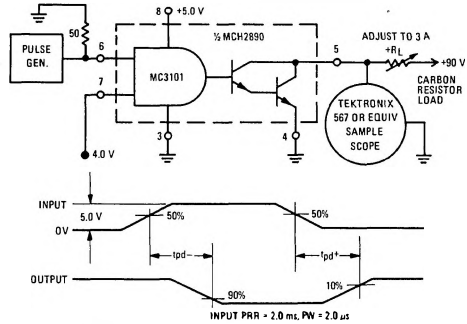 8 +5.0 V
ADJUST TO 3 A
50
½ MCH2890
+RL
PULSE GEN.
6
5
+90 V
MC3101
CARBON RESISTOR LOAD
7
TEKTRONIX 567 OR EQUIV SAMPLE SCOPE
3
4
4.0 V
INPUT
5.0 V
50%
50%
0V
tpd-
tpd+
OUTPUT
90%
10%
INPUT PRR = 2.0 ms, PW = 2.0 µs